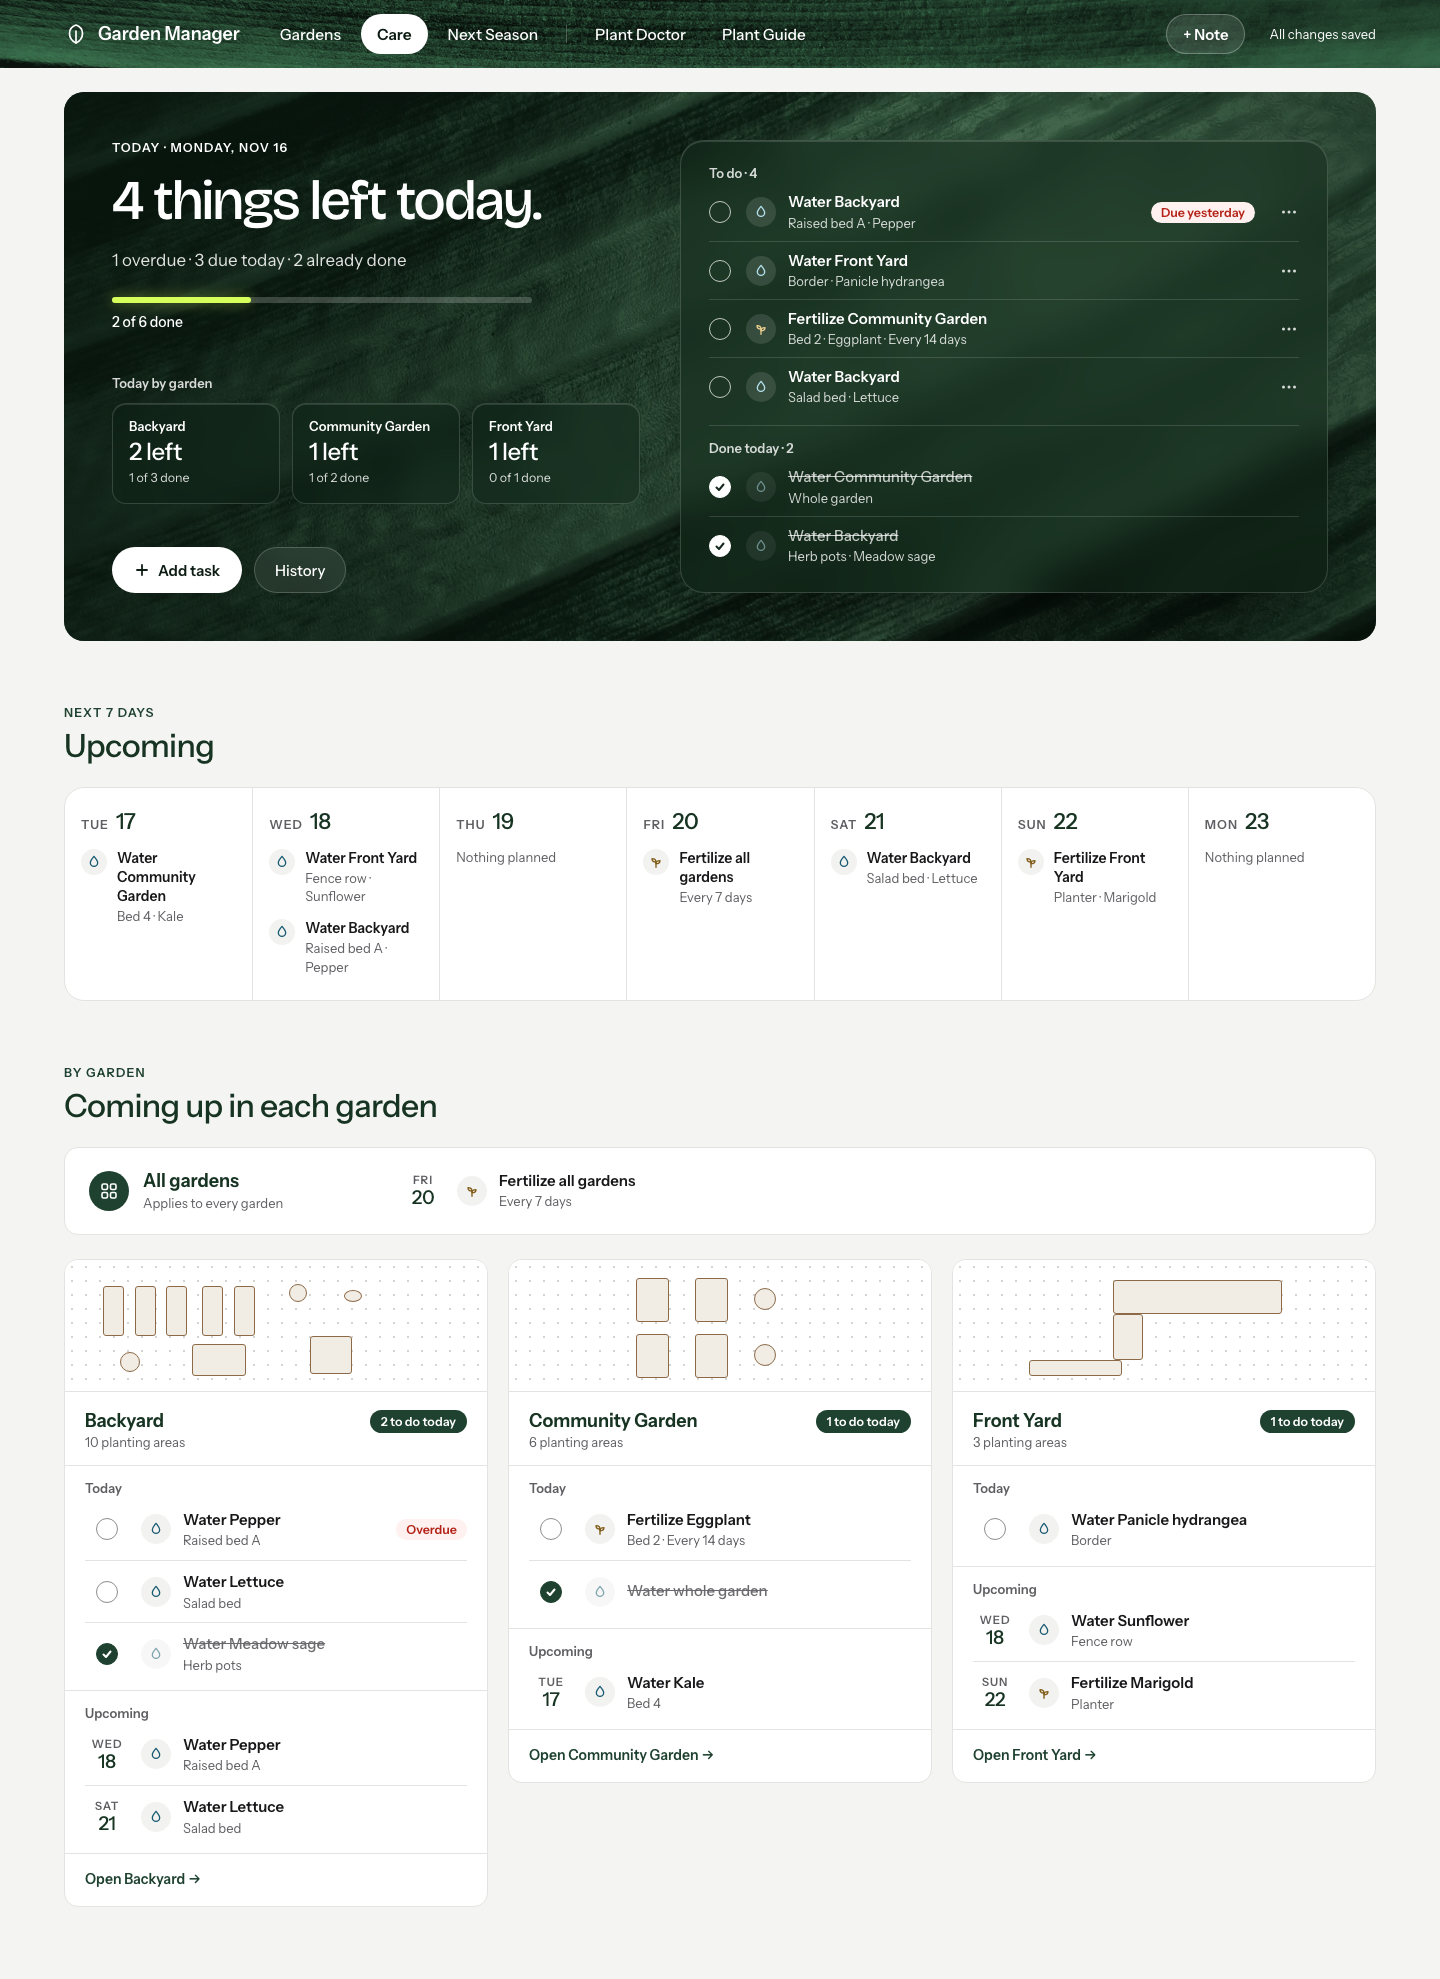 Garden Manager
Gardens
Care
Next Season
Plant Doctor
Plant Guide
+ Note
All changes saved
TODAY · MONDAY, NOV 16
4 things left today.
1 overdue · 3 due today · 2 already done
2 of 6 done
Today by garden
Backyard
2 left
1 of 3 done
Community Garden
1 left
1 of 2 done
Front Yard
1 left
0 of 1 done
Add task
History
To do · 4
Water Backyard
Raised bed A · Pepper
Due yesterday
Water Front Yard
Border · Panicle hydrangea
Fertilize Community Garden
Bed 2 · Eggplant · Every 14 days
Water Backyard
Salad bed · Lettuce
Done today · 2
Water Community Garden
Whole garden
Water Backyard
Herb pots · Meadow sage
NEXT 7 DAYS
Upcoming
TUE 17
Water
Community
Garden
Bed 4 · Kale
WED 18
Water Front Yard
Fence row ·
Sunflower
Water Backyard
Raised bed A ·
Pepper
THU 19
Nothing planned
FRI 20
Fertilize all
gardens
Every 7 days
SAT 21
Water Backyard
Salad bed · Lettuce
SUN 22
Fertilize Front
Yard
Planter · Marigold
MON 23
Nothing planned
BY GARDEN
Coming up in each garden
All gardens
Applies to every garden
FRI
20
Fertilize all gardens
Every 7 days
Backyard
10 planting areas
2 to do today
Today
Water Pepper
Raised bed A
Overdue
Water Lettuce
Salad bed
Water Meadow sage
Herb pots
Upcoming
WED
18
Water Pepper
Raised bed A
SAT
21
Water Lettuce
Salad bed
Open Backyard →
Community Garden
6 planting areas
1 to do today
Today
Fertilize Eggplant
Bed 2 · Every 14 days
Water whole garden
Upcoming
TUE
17
Water Kale
Bed 4
Open Community Garden →
Front Yard
3 planting areas
1 to do today
Today
Water Panicle hydrangea
Border
Upcoming
WED
18
Water Sunflower
Fence row
SUN
22
Fertilize Marigold
Planter
Open Front Yard →